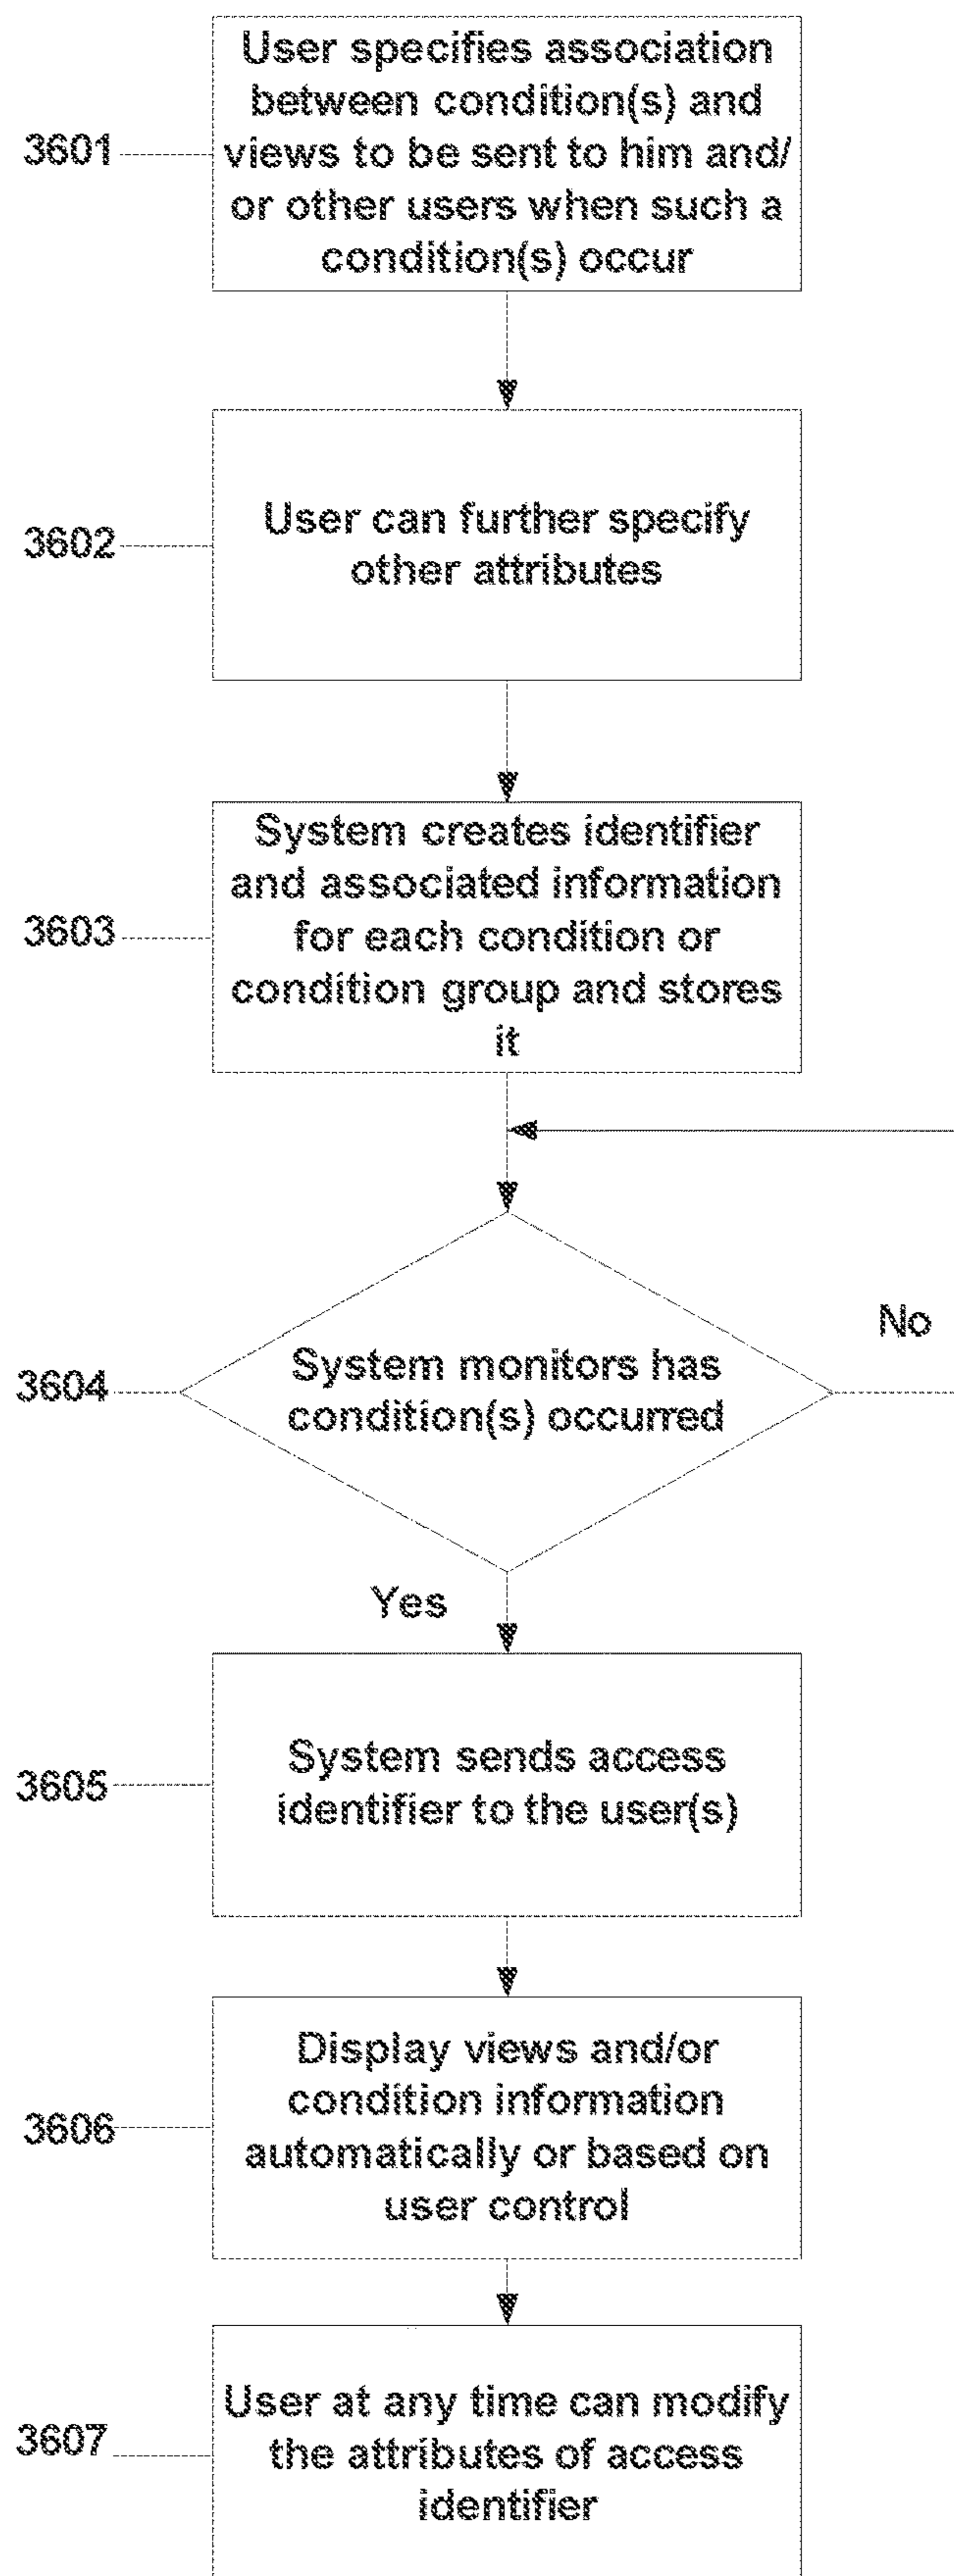 User specifies association
between condition(s) and
3601
views to be sent to him and/
or other users when such a
condition(s) occur
3602
User can further specify
other attributes
System creates identifier
and associated information
3603
for each condition or
condition group and stores
it
No
3604
System monitors has
condition(s) occurred
Yes
3605
System sends access
identifier to the user(s)
Display views and/or
condition information
3606
automatically or based on
user control
User at any time can modify
3607
the attributes of access
identifier